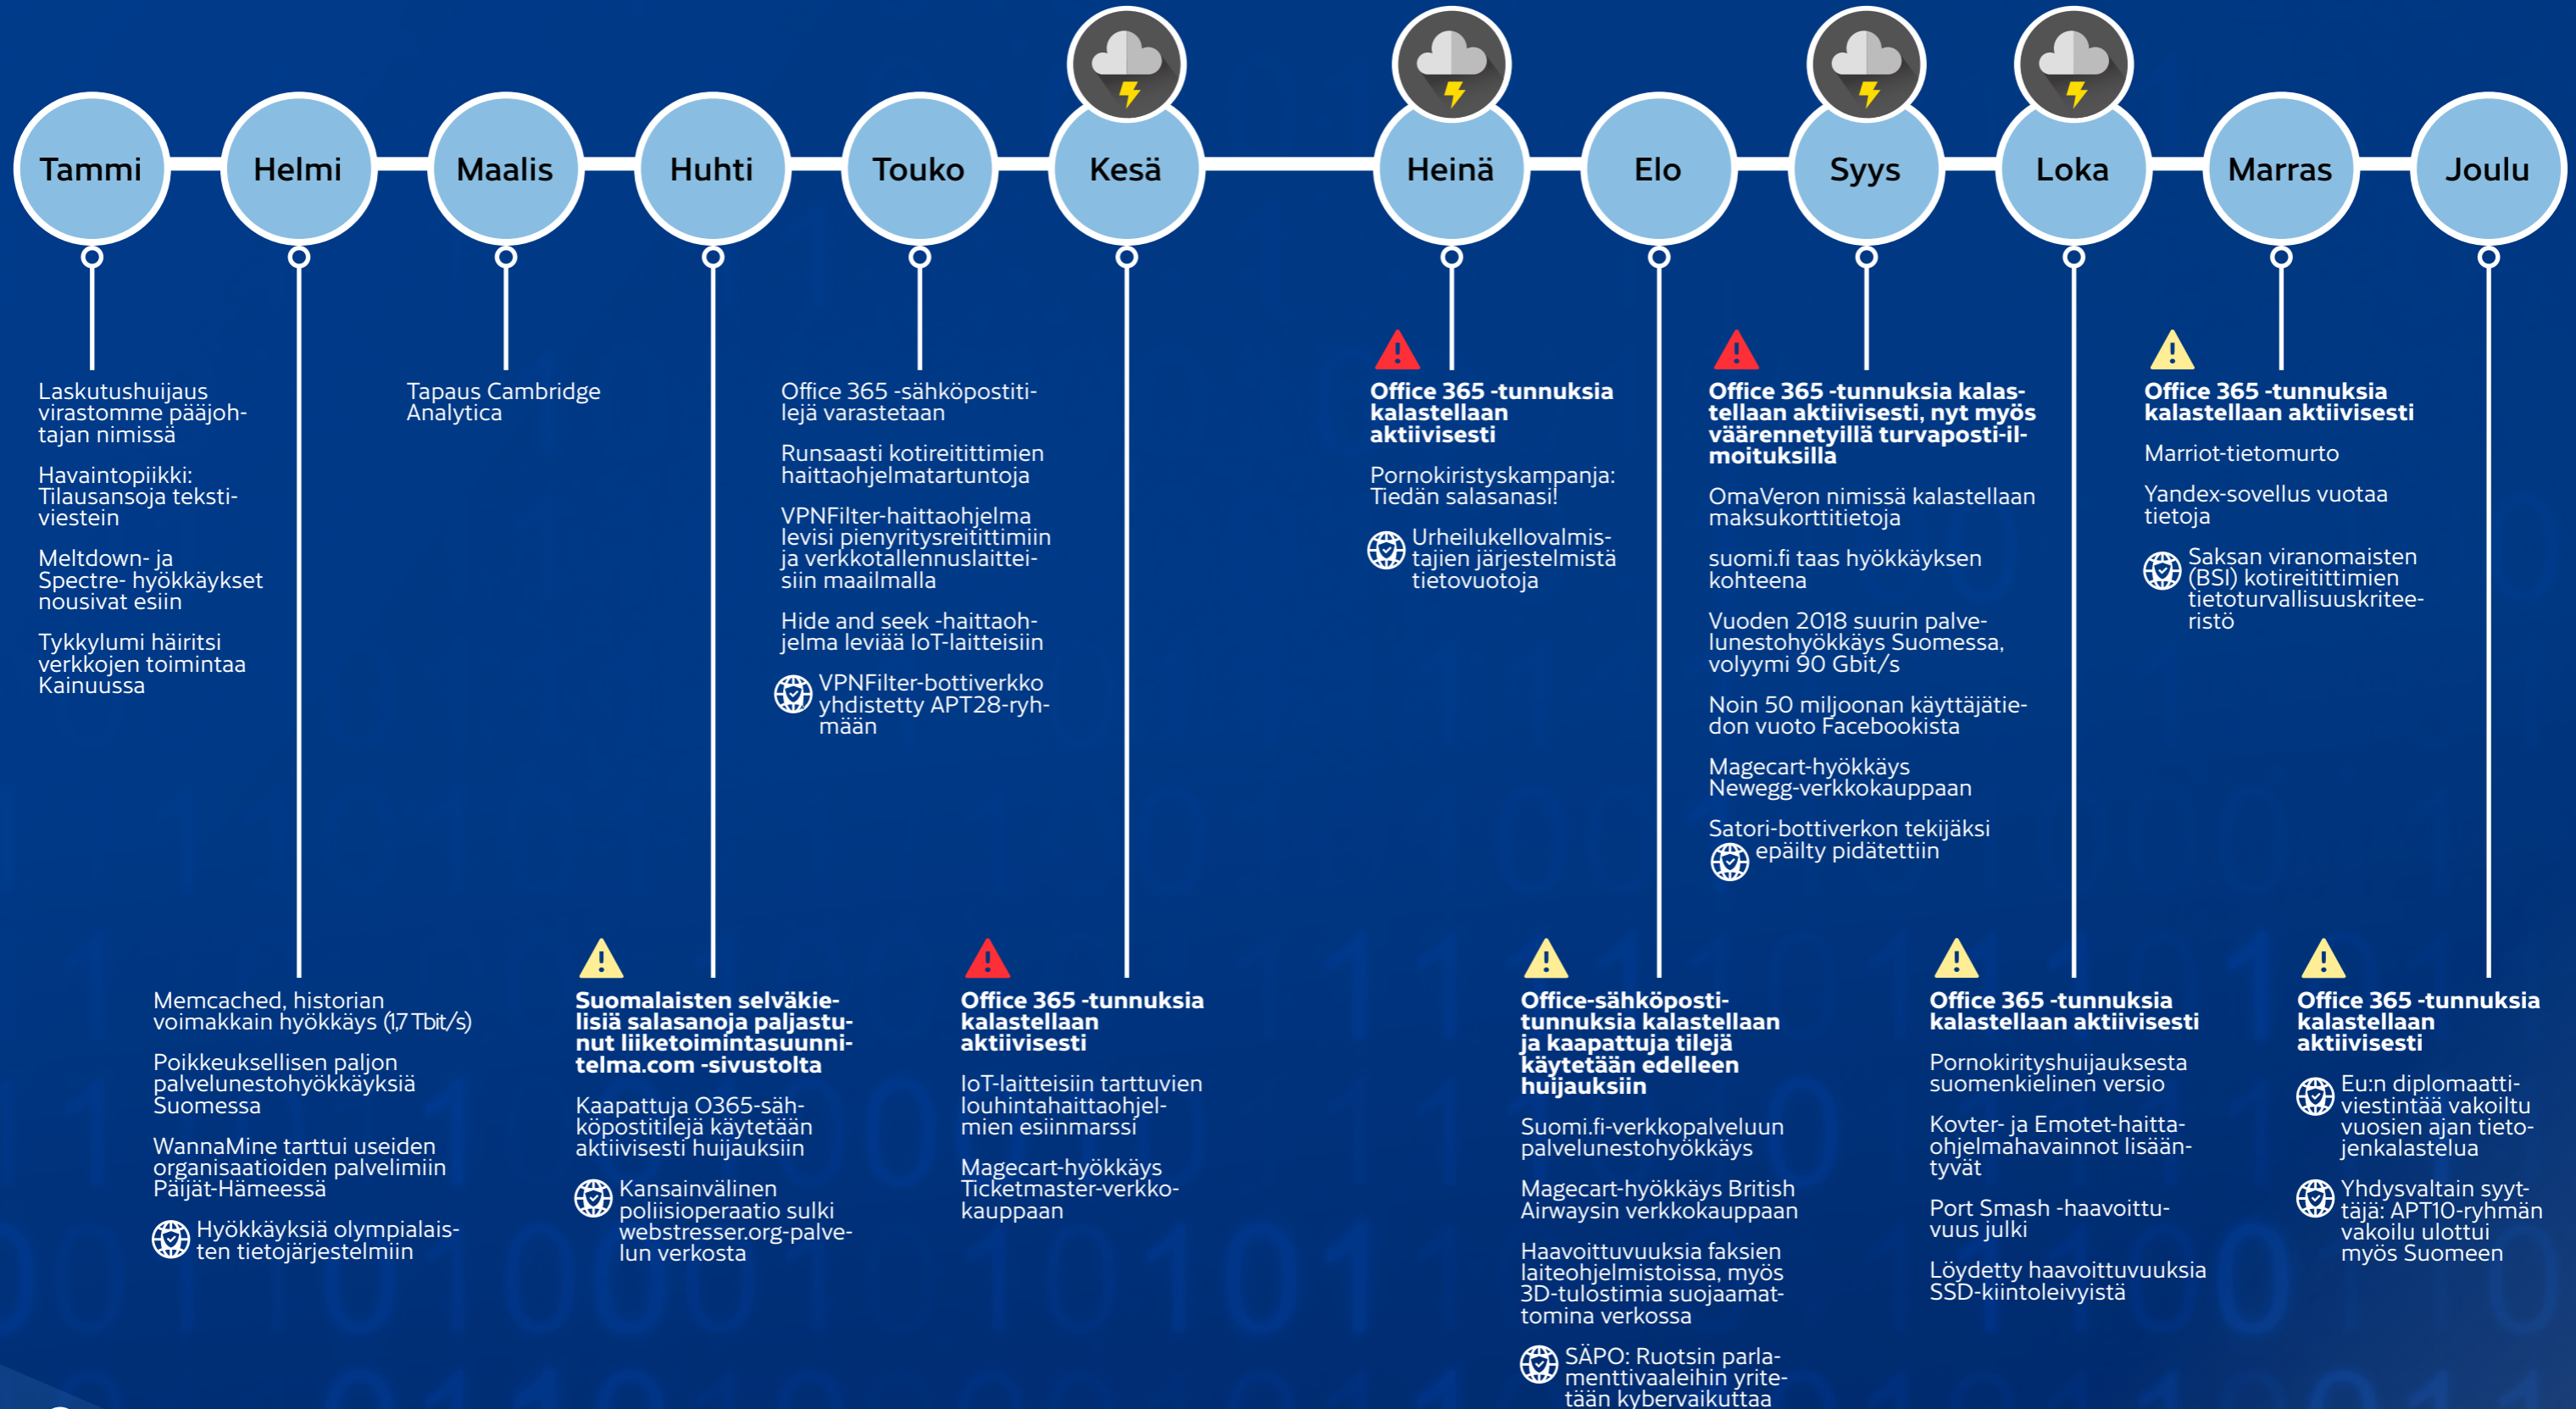 Tammi
Helmi
Maalis
Huhti
Touko
Kesä
Heinä
Elo
Syys
Loka
Marras
Joulu
Laskutushuijaus
virastomme pääjoh-
tajan nimissä
Havaintopiikki:
Tilausansoja teksti-
viestein
Meltdown- ja
Spectre- hyökkäykset
nousivat esiin
Tykkylumi häiritsi
verkkojen toimintaa
Kainuussa
Memcached, historian
voimakkain hyökkäys (1,7 Tbit/s)
Poikkeuksellisen paljon
palvelunestohyökkäyksiä
Suomessa
WannaMine tarttui useiden
organisaatioiden palvelimiin
Päijät-Hämeessä
Hyökkäyksiä olympialais-
ten tietojärjestelmiin
Tapaus Cambridge
Analytica
Suomalaisten selväkie-
lisiä salasanoja paljastu-
nut liiketoimintasuunni-
telma.com -sivustolta
Kaapattuja O365-säh-
köpostitilejä käytetään
aktiivisesti huijauksiin
Kansainvälinen
poliisioperaatio sulki
webstresser.org-palve-
lun verkosta
Office 365 -sähköpostiti-
lejä varastetaan
Runsaasti kotireitittimien
haittaohjelmatartuntoja
VPNFilter-haittaohjelma
levisi pienyritysreitittimiin
ja verkkotallennuslaittei-
siin maailmalla
Hide and seek -haittaoh-
jelma leviää IoT-laitteisiin
VPNFilter-bottiverkko
yhdistetty APT28-ryh-
mään
Office 365 -tunnuksia
kalastellaan
aktiivisesti
IoT-laitteisiin tarttuvien
louhintahaittaohjel-
mien esiinmarssi
Magecart-hyökkäys
Ticketmaster-verkko-
kauppaan
Office 365 -tunnuksia
kalastellaan
aktiivisesti
Pornokiristyskampanja:
Tiedän salasanasi!
Urheilukellovalmis-
tajien järjestelmistä
tietovuotoja
Office-sähköposti-
tunnuksia kalastellaan
ja kaapattuja tilejä
käytetään edelleen
huijauksiin
Suomi.fi-verkkopalveluun
palvelunestohyökkäys
Magecart-hyökkäys British
Airwaysin verkkokauppaan
Haavoittuvuuksia faksien
laiteohjelmistoissa, myös
3D-tulostimia suojaamat-
tomina verkossa
SÄPO: Ruotsin parla-
menttivaaleihin yrite-
tään kybervaikuttaa
Office 365 -tunnuksia kalas-
tellaan aktiivisesti, nyt myös
väärennetyillä turvaposti-il-
moituksilla
OmaVeron nimissä kalastellaan
maksukorttitietoja
suomi.fi taas hyökkäyksen
kohteena
Vuoden 2018 suurin palve-
lunestohyökkäys Suomessa,
volyymi 90 Gbit/s
Noin 50 miljoonan käyttäjätie-
don vuoto Facebookista
Magecart-hyökkäys
Newegg-verkkokauppaan
Satori-bottiverkon tekijäksi
epäilty pidätettiin
Office 365 -tunnuksia
kalastellaan aktiivisesti
Pornokirityshuijauksesta
suomenkielinen versio
Kovter- ja Emotet-haitta-
ohjelmahavainnot lisään-
tyvät
Port Smash -haavoittu-
vuus julki
Löydetty haavoittuvuuksia
SSD-kiintoleivyistä
Office 365 -tunnuksia
kalastellaan aktiivisesti
Marriot-tietomurto
Yandex-sovellus vuotaa
tietoja
Saksan viranomaisten
(BSI) kotireitittimien
tietoturvallisuuskritee-
ristö
Office 365 -tunnuksia
kalastellaan
aktiivisesti
Eu:n diplomaatti-
viestintää vakoiltu
vuosien ajan tieto-
jenkalastelua
Yhdysvaltain syyt-
täjä: APT10-ryhmän
vakoilu ulottui
myös Suomeen